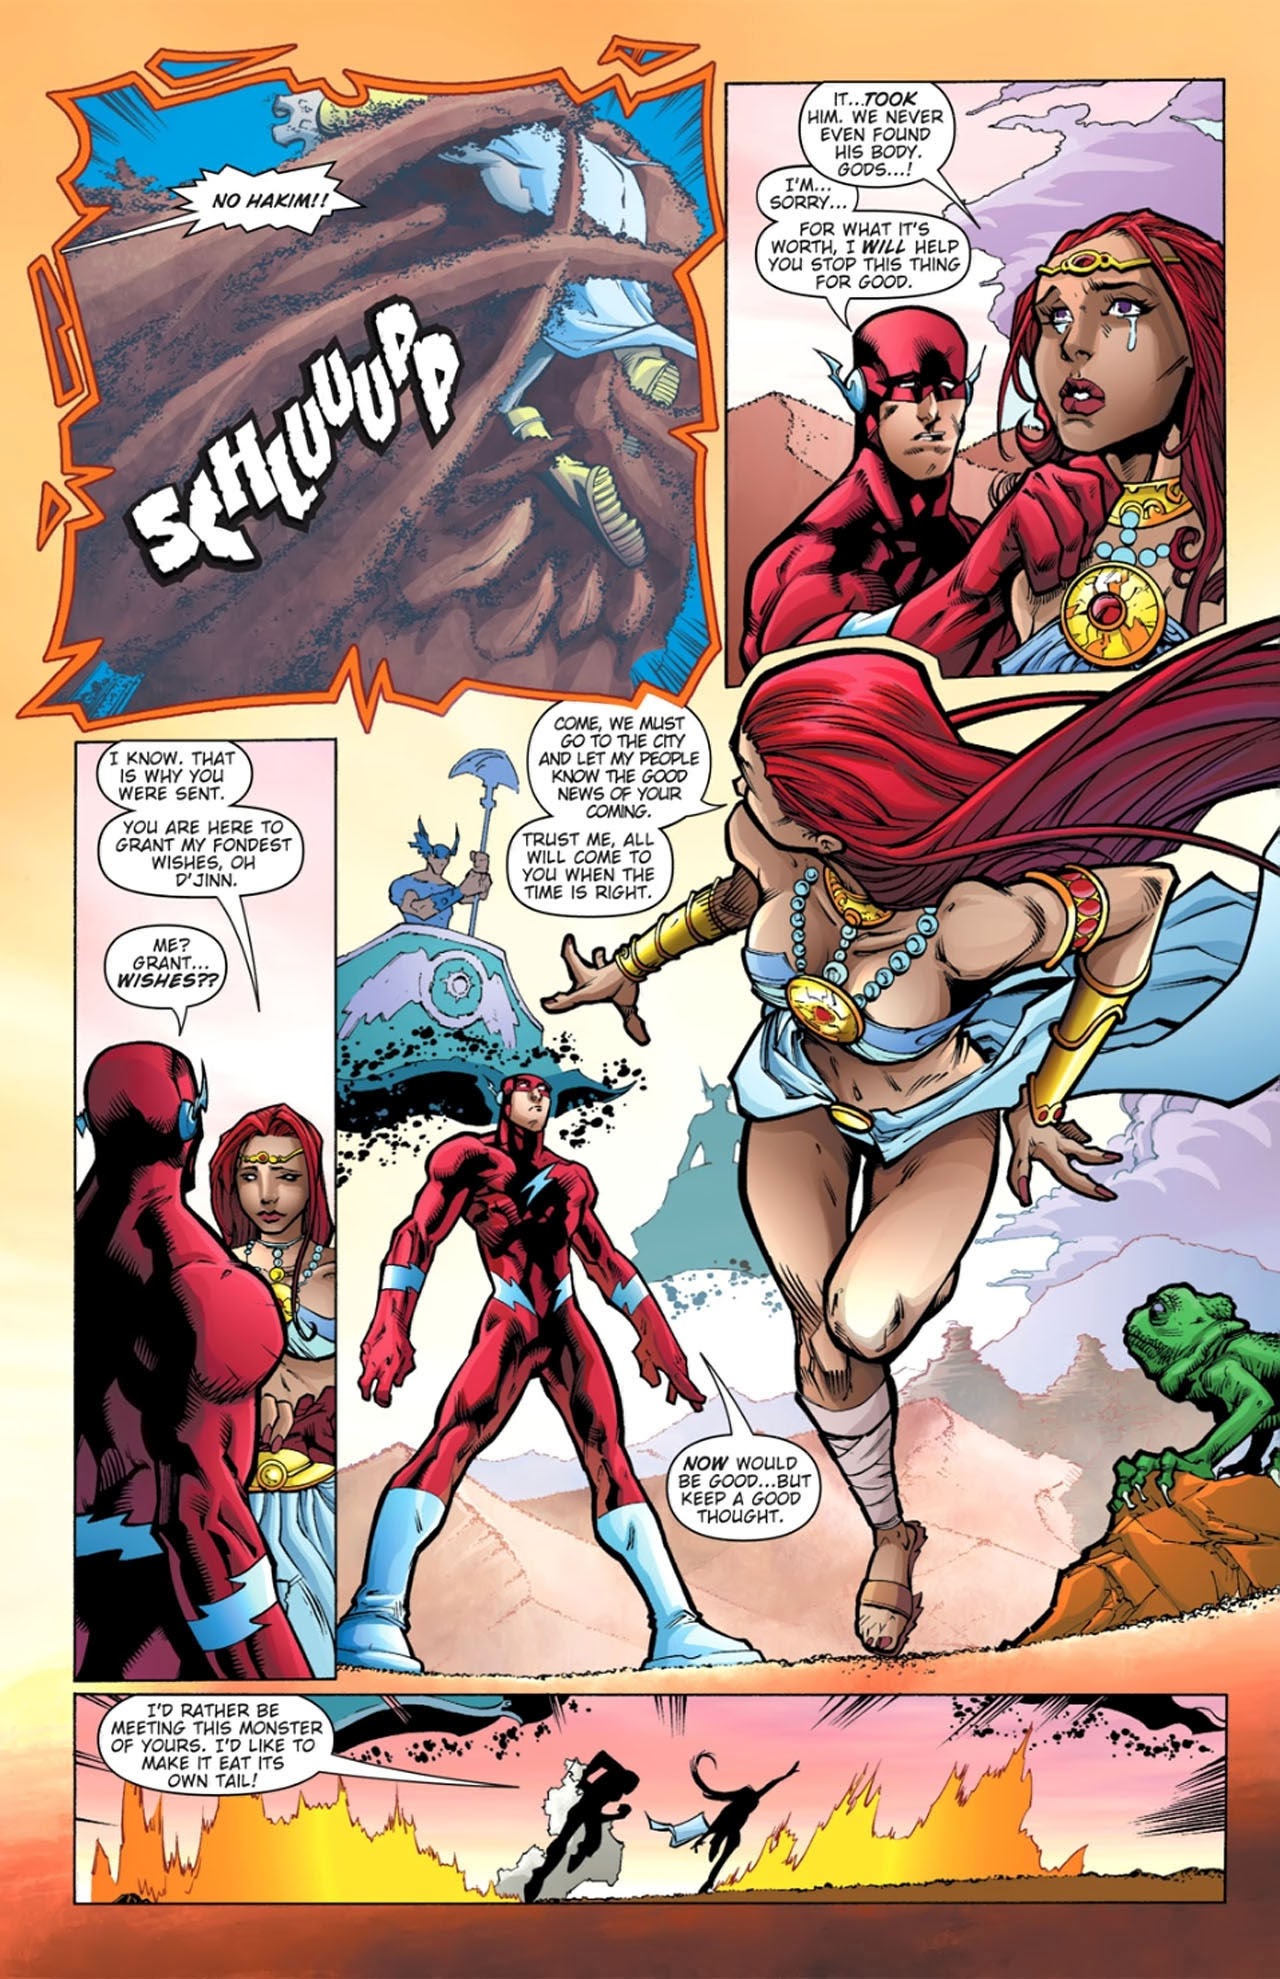 NO HAKIM!!
SCHLUUUPP
IT...TOOK
HIM. WE NEVER
EVEN FOUND
HIS BODY.
GODS...!
I'M...
SORRY...
FOR WHAT IT'S
WORTH, I WILL HELP
YOU STOP THIS THING
FOR GOOD.
I KNOW. THAT
IS WHY YOU
WERE SENT.
YOU ARE HERE TO
GRANT MY FONDEST
WISHES, OH
D'JINN.
ME?
GRANT...
WISHES??
COME, WE MUST
GO TO THE CITY
AND LET MY PEOPLE
KNOW THE GOOD
NEWS OF YOUR
COMING.
TRUST ME, ALL
WILL COME TO
YOU WHEN THE
TIME IS RIGHT.
NOW WOULD
BE GOOD...BUT
KEEP A GOOD
THOUGHT.
I'D RATHER BE
MEETING THIS MONSTER
OF YOURS. I'D LIKE TO
MAKE IT EAT ITS
OWN TAIL!